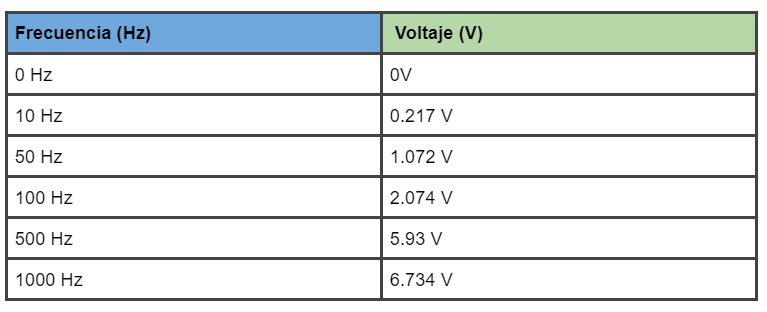 Frecuencia (Hz) Voltaje (V)
0 Hz 0V
10 Hz 0.217 V
50 Hz 1.072 V
100 Hz 2.074 V
500 Hz 5.93 V
1000 Hz 6.734 V